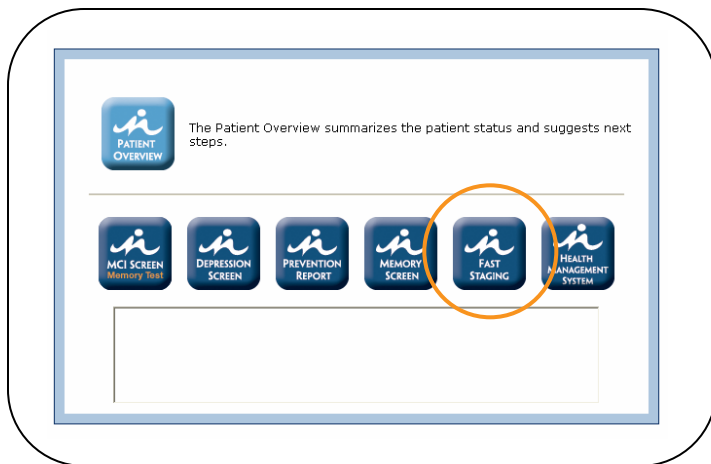 PATIENT
OVERVIEW
The Patient Overview summarizes the patient status and suggests next
steps.
MCI SCREEN
Memory Test
DEPRESSION
SCREEN
PREVENTION
REPORT
MEMORY
SCREEN
FAST
STAGING
HEALTH
MANAGEMENT
SYSTEM